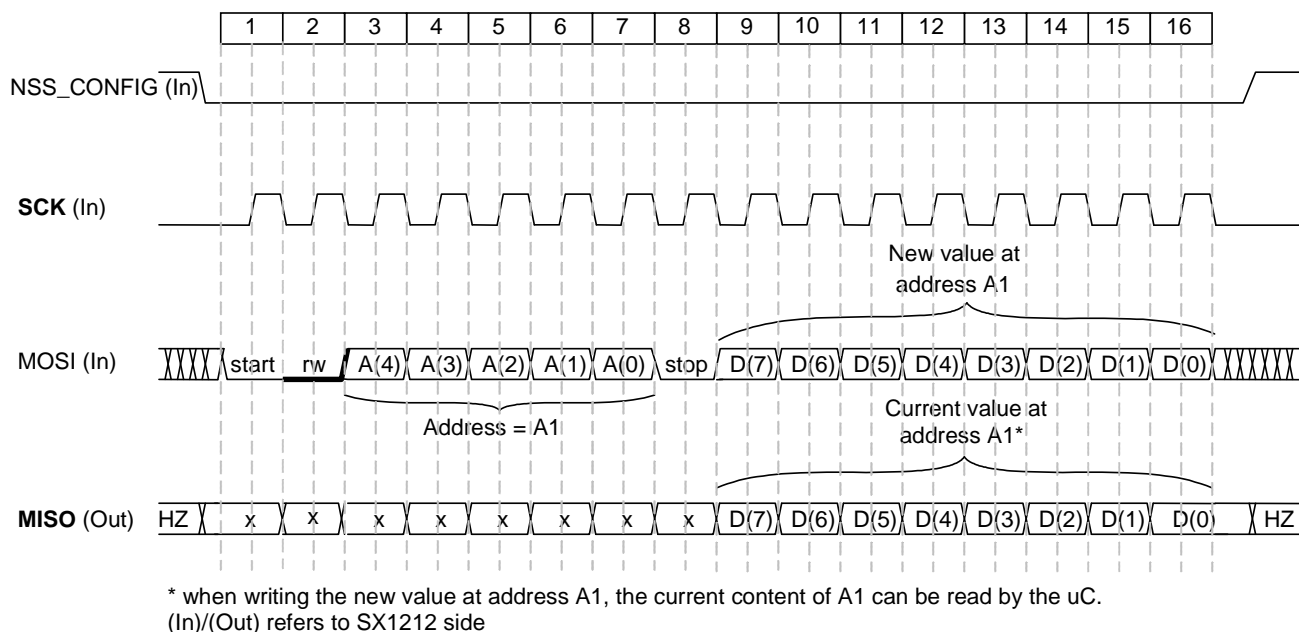 1 2 3 4 5 6 7 8 9 10 11 12 13 14 15 16
NSS_CONFIG (In)
SCK (In)
New value at
address A1
MOSI (In) start rw A(4) A(3) A(2) A(1) A(0) stop D(7) D(6) D(5) D(4) D(3) D(2) D(1) D(0)
Address = A1
Current value at
address A1*
MISO (Out) HZ x x x x x x x x D(7) D(6) D(5) D(4) D(3) D(2) D(1) D(0) HZ
* when writing the new value at address A1, the current content of A1 can be read by the uC.
(In)/(Out) refers to SX1212 side